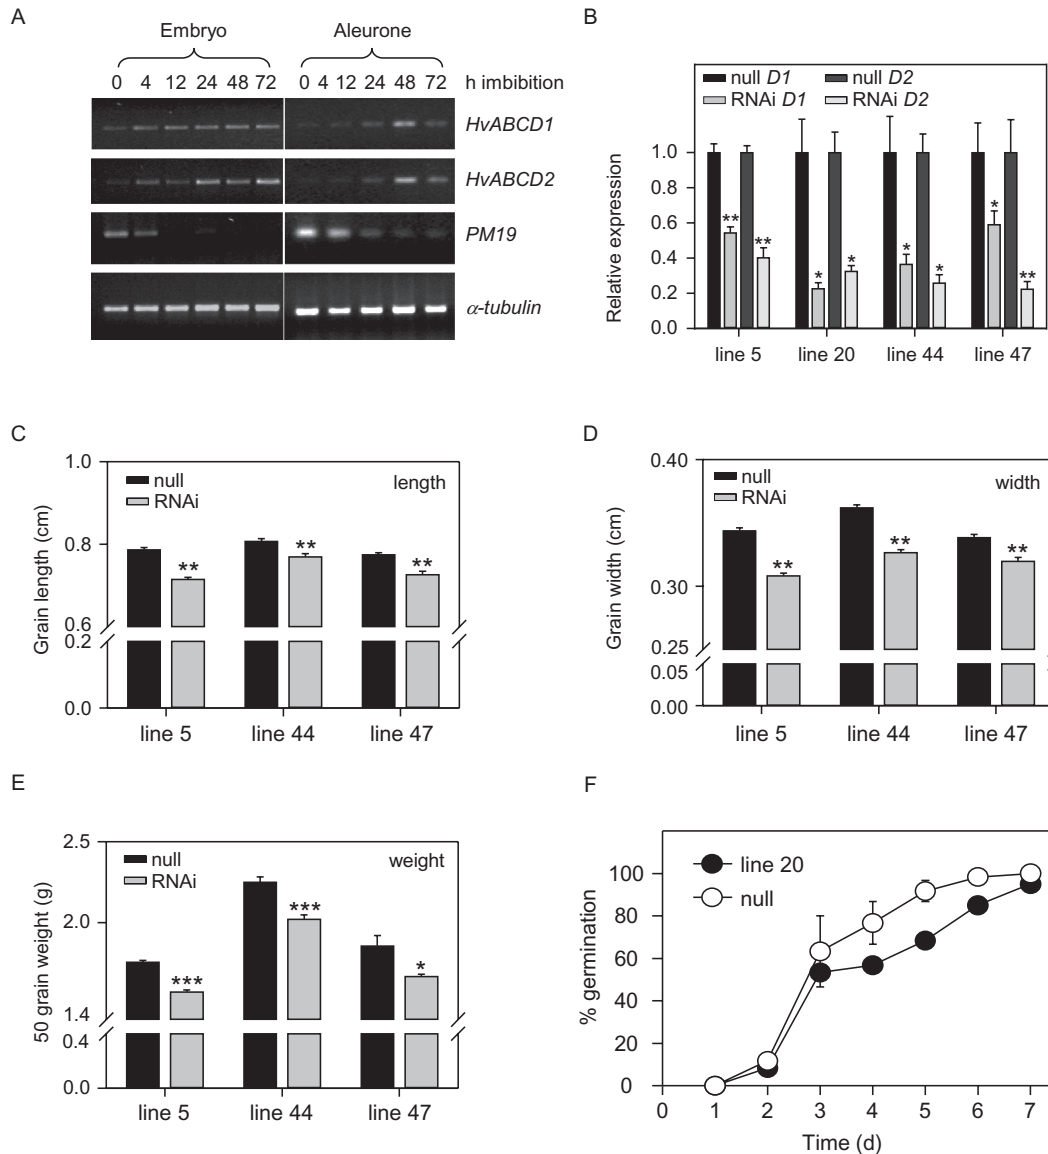 A
Embryo Aleurone
0 4 12 24 48 72 0 4 12 24 48 72 h imbibition
HvABCD1
HvABCD2
PM19
α-tubulin
B
null D1 null D2
RNAi D1 RNAi D2
Relative expression
1.0
0.8
0.6
0.4
0.2
0.0
** ** * * * * * **
line 5 line 20 line 44 line 47
C
null
RNAi
length
Grain length (cm)
1.0
0.8
0.6
0.2
0.0
** ** **
line 5 line 44 line 47
D
null
RNAi
width
Grain width (cm)
0.40
0.30
0.25
0.05
0.00
** ** **
line 5 line 44 line 47
E
null
RNAi
weight
50 grain weight (g)
2.5
2.0
1.4
0.4
0.0
*** *** *
line 5 line 44 line 47
F
line 20
null
% germination
100
80
60
40
20
0
0 1 2 3 4 5 6 7
Time (d)